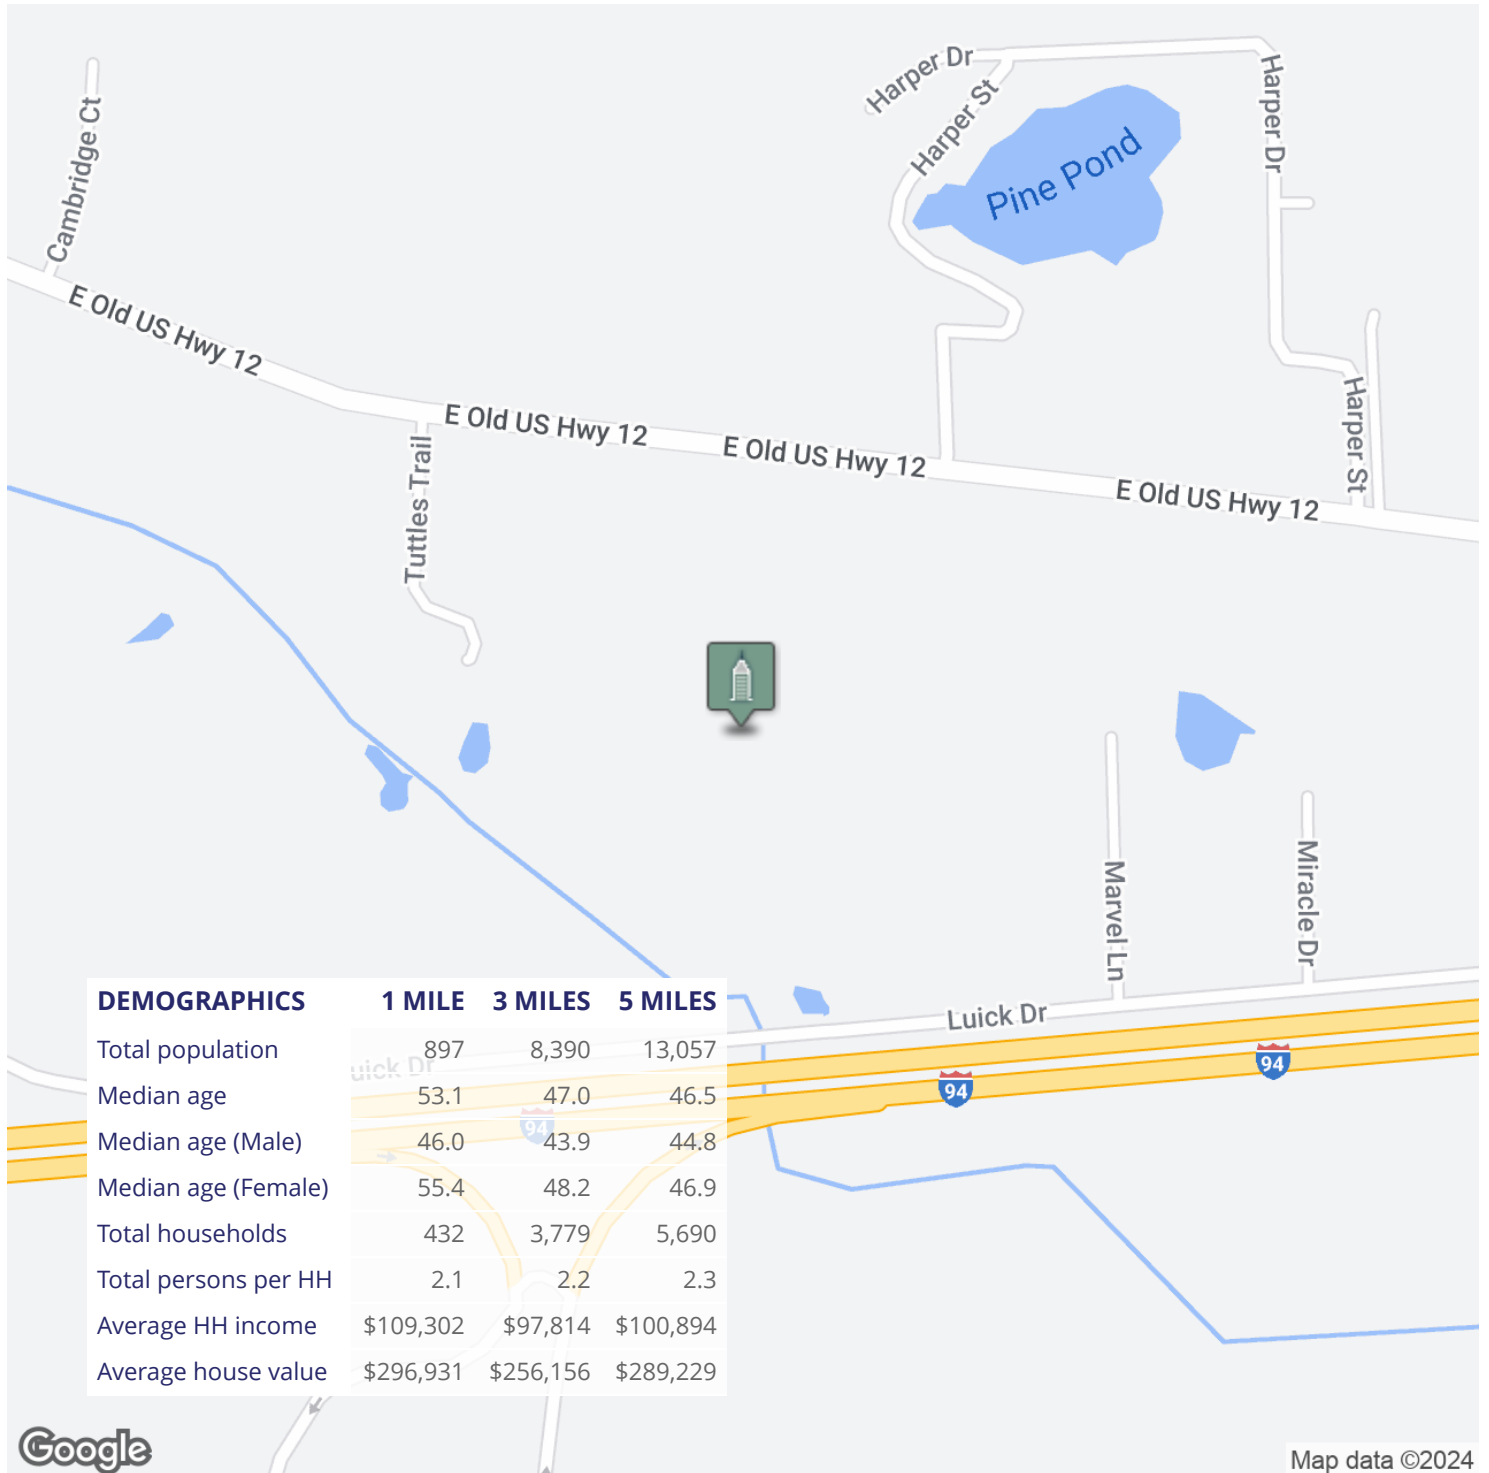 Harper Dr
Harper St
Harper Dr
Pine Pond
Cambridge Ct
E Old US Hwy 12
E Old US Hwy 12
E Old US Hwy 12
E Old US Hwy 12
Harper St
Tuttles Trail
Marvel Ln
Miracle Dr
Luick Dr
94
94
DEMOGRAPHICS 1 MILE 3 MILES 5 MILES
Total population 897 8,390 13,057
uick Dr
Median age 53.1 47.0 46.5
94
Median age (Male) 46.0 43.9 44.8
Median age (Female) 55.4 48.2 46.9
Total households 432 3,779 5,690
Total persons per HH 2.1 2.2 2.3
Average HH income $109,302 $97,814 $100,894
Average house value $296,931 $256,156 $289,229
Google
Map data ©2024